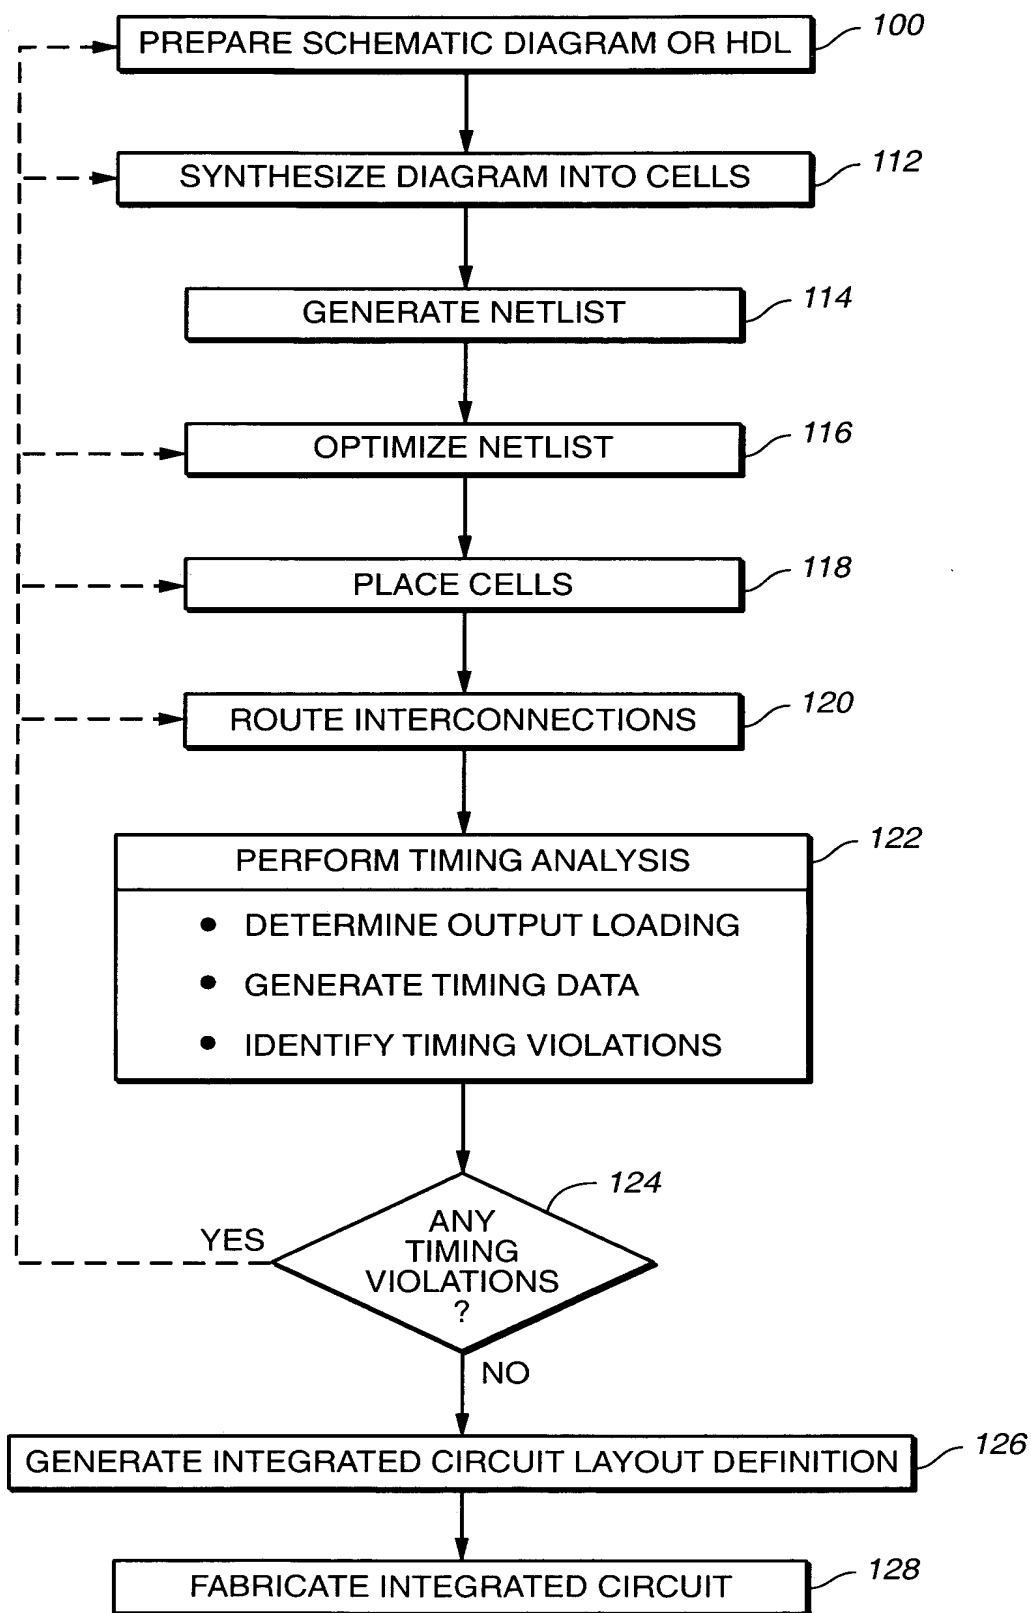 PREPARE SCHEMATIC DIAGRAM OR HDL 100
SYNTHESIZE DIAGRAM INTO CELLS 112
GENERATE NETLIST 114
OPTIMIZE NETLIST 116
PLACE CELLS 118
ROUTE INTERCONNECTIONS 120
PERFORM TIMING ANALYSIS 122
• DETERMINE OUTPUT LOADING
• GENERATE TIMING DATA
• IDENTIFY TIMING VIOLATIONS
124
YES
ANY
TIMING
VIOLATIONS
?
NO
GENERATE INTEGRATED CIRCUIT LAYOUT DEFINITION 126
FABRICATE INTEGRATED CIRCUIT 128